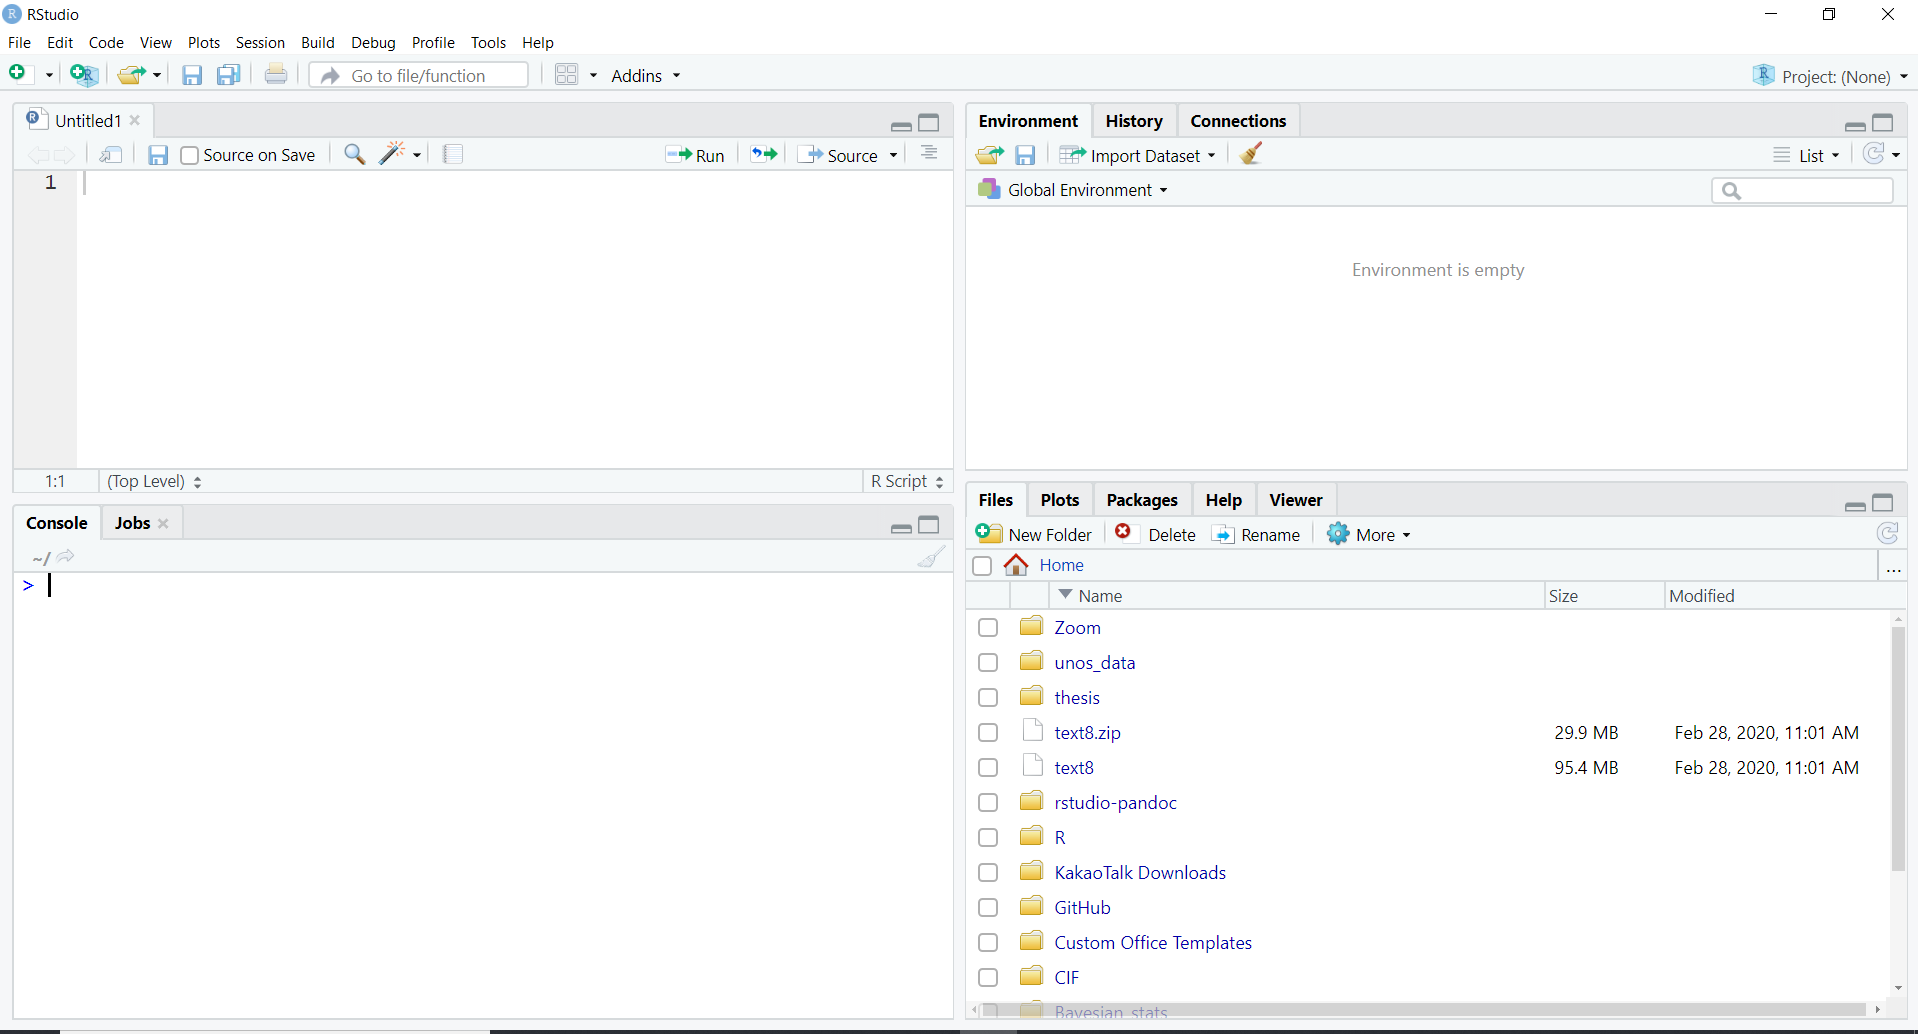 RStudio
File Edit Code View Plots Session Build Debug Profile Tools Help
Go to file/function Addins Project: (None)
Untitled1
Source on Save Run Source
1
1:1 (Top Level) R Script
Console Jobs
~/
>
Environment History Connections
Import Dataset List
Global Environment
Environment is empty
Files Plots Packages Help Viewer
New Folder Delete Rename More
Home ...
Name Size Modified
Zoom
unos_data
thesis
text8.zip 29.9 MB Feb 28, 2020, 11:01 AM
text8 95.4 MB Feb 28, 2020, 11:01 AM
rstudio-pandoc
R
KakaoTalk Downloads
GitHub
Custom Office Templates
CIF
Bayesian stats